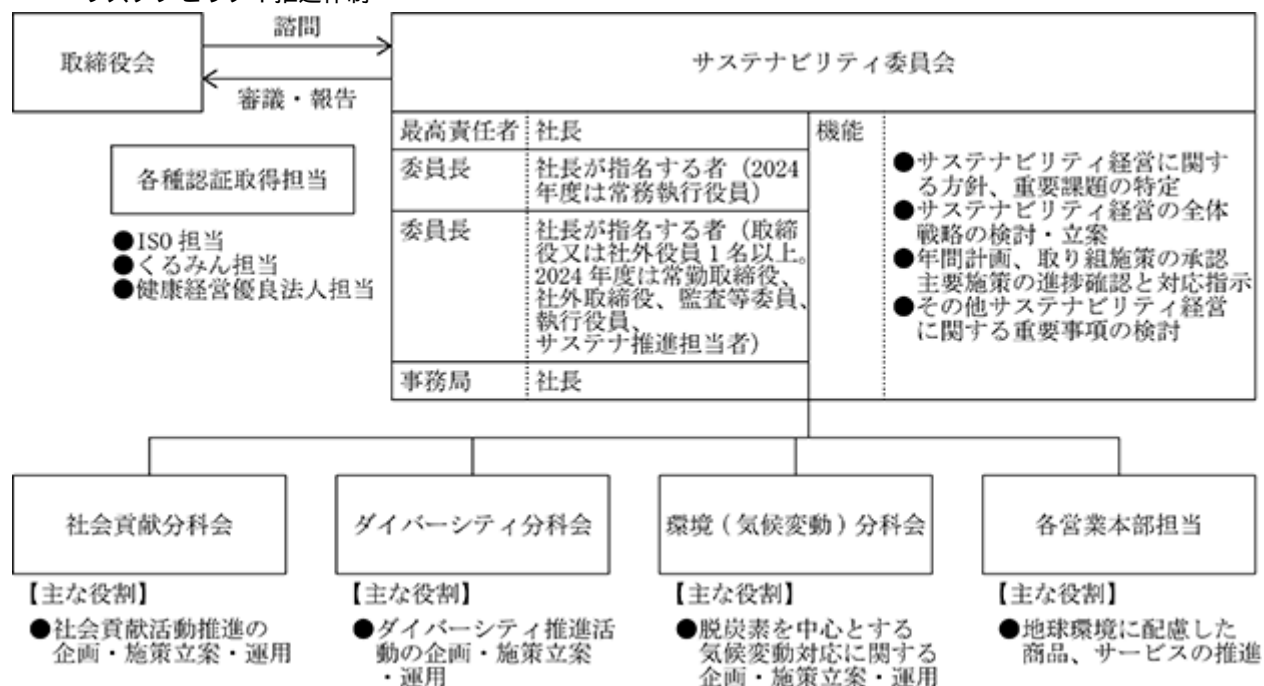 サステナビリティ推進体制
取締役会
諮問
審議・報告
サステナビリティ委員会
各種認証取得担当
●ISO 担当
●くるみん担当
●健康経営優良法人担当
最高責任者
社長
委員長
社長が指名する者（2024
年度は常務執行役員）
委員長
社長が指名する者（取締
役又は社外役員 1 名以上。
2024 年度は常勤取締役、
社外取締役、監査等委員、
執行役員、
サステナ推進担当者）
事務局
社長
機能
●サステナビリティ経営に関す
る方針、重要課題の特定
●サステナビリティ経営の全体
戦略の検討・立案
●年間計画、取り組施策の承認
主要施策の進捗確認と対応指示
●その他サステナビリティ経営
に関する重要事項の検討
社会貢献分科会
【主な役割】
●社会貢献活動推進の
企画・施策立案・運用
ダイバーシティ分科会
【主な役割】
●ダイバーシティ推進活
動の企画・施策立案
・運用
環境（気候変動）分科会
【主な役割】
●脱炭素を中心とする
気候変動対応に関する
企画・施策立案・運用
各営業本部担当
【主な役割】
●地球環境に配慮した
商品、サービスの推進